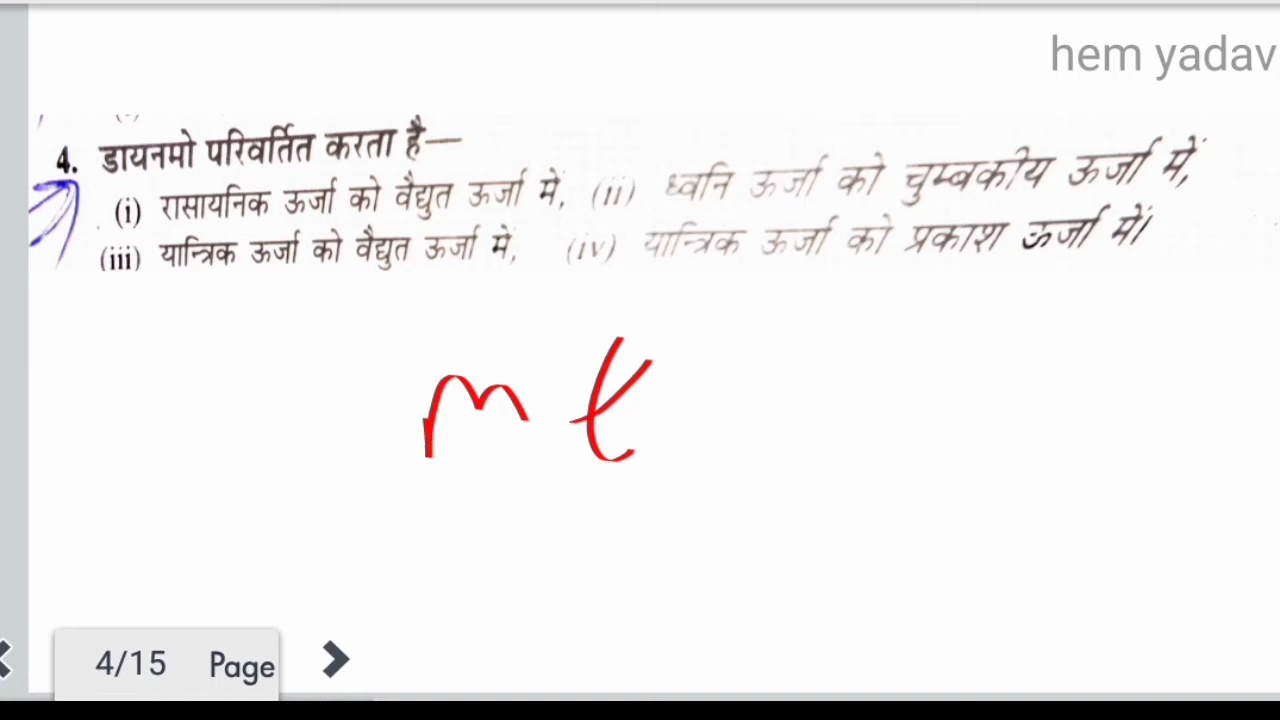 hem yadav
4. डायनमो परिवर्तित करता है—
(i) रासायनिक ऊर्जा को वैद्युत ऊर्जा में, (ii) ध्वनि ऊर्जा को चुम्बकीय ऊर्जा में,
(iii) यान्त्रिक ऊर्जा को वैद्युत ऊर्जा में, (iv) यान्त्रिक ऊर्जा को प्रकाश ऊर्जा में।
m
4/15 Page